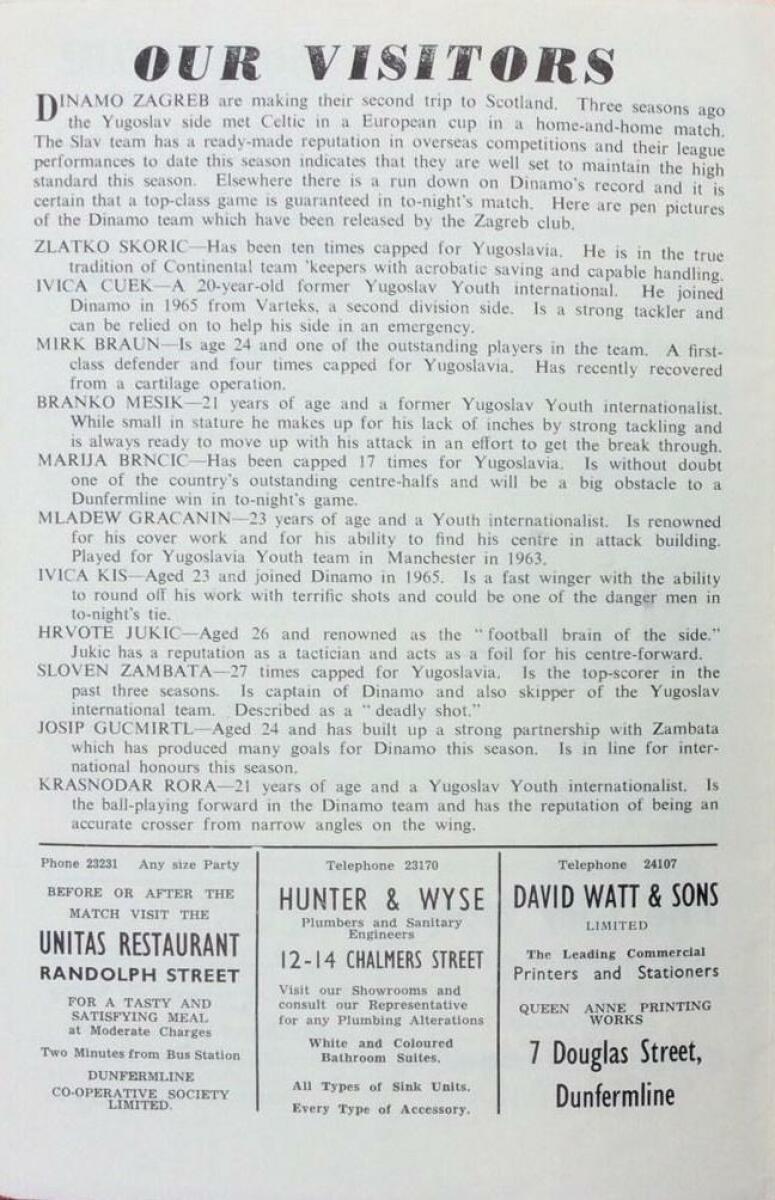 OUR VISITORS
DINAMO ZAGREB are making their second trip to Scotland. Three seasons ago
the Yugoslav side met Celtic in a European cup in a home-and-home match.
The Slav team has a ready-made reputation in overseas competitions and their league
performances to date this season indicates that they are well set to maintain the high
standard this season. Elsewhere there is a run down on Dinamo's record and it is
certain that a top-class game is guaranteed in to-night's match. Here are pen pictures
of the Dinamo team which have been released by the Zagreb club.
ZLATKO SKORIC—Has been ten times capped for Yugoslavia. He is in the true
tradition of Continental team 'keepers with acrobatic saving and capable handling.
IVICA CUEK—A 20-year-old former Yugoslav Youth international. He joined
Dinamo in 1965 from Varteks, a second division side. Is a strong tackler and
can be relied on to help his side in an emergency.
MIRK BRAUN—Is age 24 and one of the outstanding players in the team. A first-
class defender and four times capped for Yugoslavia. Has recently recovered
from a cartilage operation.
BRANKO MESIK—21 years of age and a former Yugoslav Youth internationalist.
While small in stature he makes up for his lack of inches by strong tackling and
is always ready to move up with his attack in an effort to get the break through.
MARIJA BRNCIC—Has been capped 17 times for Yugoslavia. Is without doubt
one of the country's outstanding centre-halfs and will be a big obstacle to a
Dunfermline win in to-night's game.
MLADEW GRACANIN—23 years of age and a Youth internationalist. Is renowned
for his cover work and for his ability to find his centre in attack building.
Played for Yugoslavia Youth team in Manchester in 1963.
IVICA KIS—Aged 23 and joined Dinamo in 1965. Is a fast winger with the ability
to round off his work with terrific shots and could be one of the danger men in
to-night's tie.
HRVOTE JUKIC—Aged 26 and renowned as the "football brain of the side."
Jukic has a reputation as a tactician and acts as a foil for his centre-forward.
SLOVEN ZAMBATA—27 times capped for Yugoslavia. Is the top-scorer in the
past three seasons. Is captain of Dinamo and also skipper of the Yugoslav
international team. Described as a "deadly shot."
JOSIP GUCMIRTL—Aged 24 and has built up a strong partnership with Zambata
which has produced many goals for Dinamo this season. Is in line for inter-
national honours this season.
KRASNODAR RORA—21 years of age and a Yugoslav Youth internationalist. Is
the ball-playing forward in the Dinamo team and has the reputation of being an
accurate crosser from narrow angles on the wing.
Phone 23231 Any size Party
BEFORE OR AFTER THE
MATCH VISIT THE
UNITAS RESTAURANT
RANDOLPH STREET
FOR A TASTY AND
SATISFYING MEAL
at Moderate Charges
Two Minutes from Bus Station
DUNFERMLINE
CO-OPERATIVE SOCIETY
LIMITED.
Telephone 23170
HUNTER & WYSE
Plumbers and Sanitary
Engineers
12-14 CHALMERS STREET
Visit our Showrooms and
consult our Representative
for any Plumbing Alterations
White and Coloured
Bathroom Suites.
All Types of Sink Units.
Every Type of Accessory.
Telephone 24107
DAVID WATT & SONS
LIMITED
The Leading Commercial
Printers and Stationers
QUEEN ANNE PRINTING
WORKS
7 Douglas Street,
Dunfermline